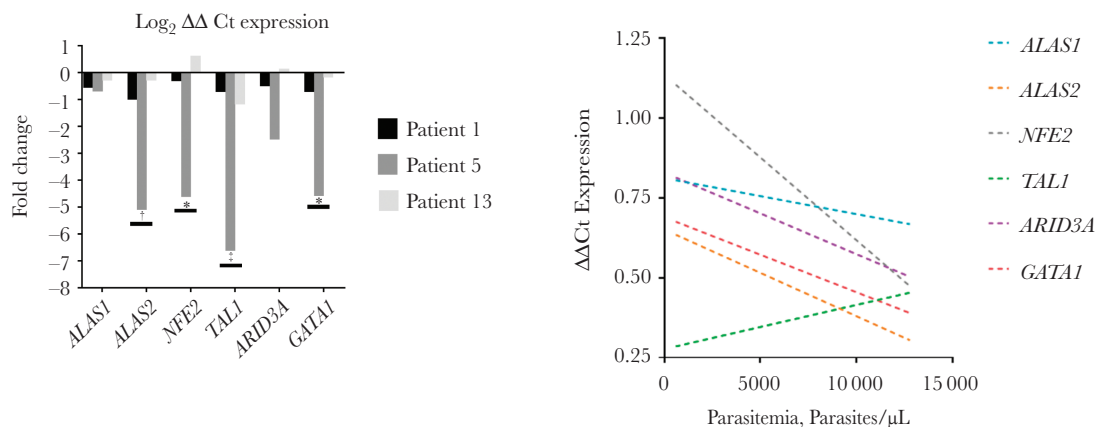 Log₂ ΔΔ Ct expression
Fold change
1
0
−1
−2
−3
−4
−5
−6
−7
−8
†
*
‡
*
ALAS1
ALAS2
NFE2
TAL1
ARID3A
GATA1
Patient 1
Patient 5
Patient 13
ΔΔCt Expression
1.25
1.00
0.75
0.50
0.25
0
5000
10 000
15 000
Parasitemia, Parasites/μL
ALAS1
ALAS2
NFE2
TAL1
ARID3A
GATA1